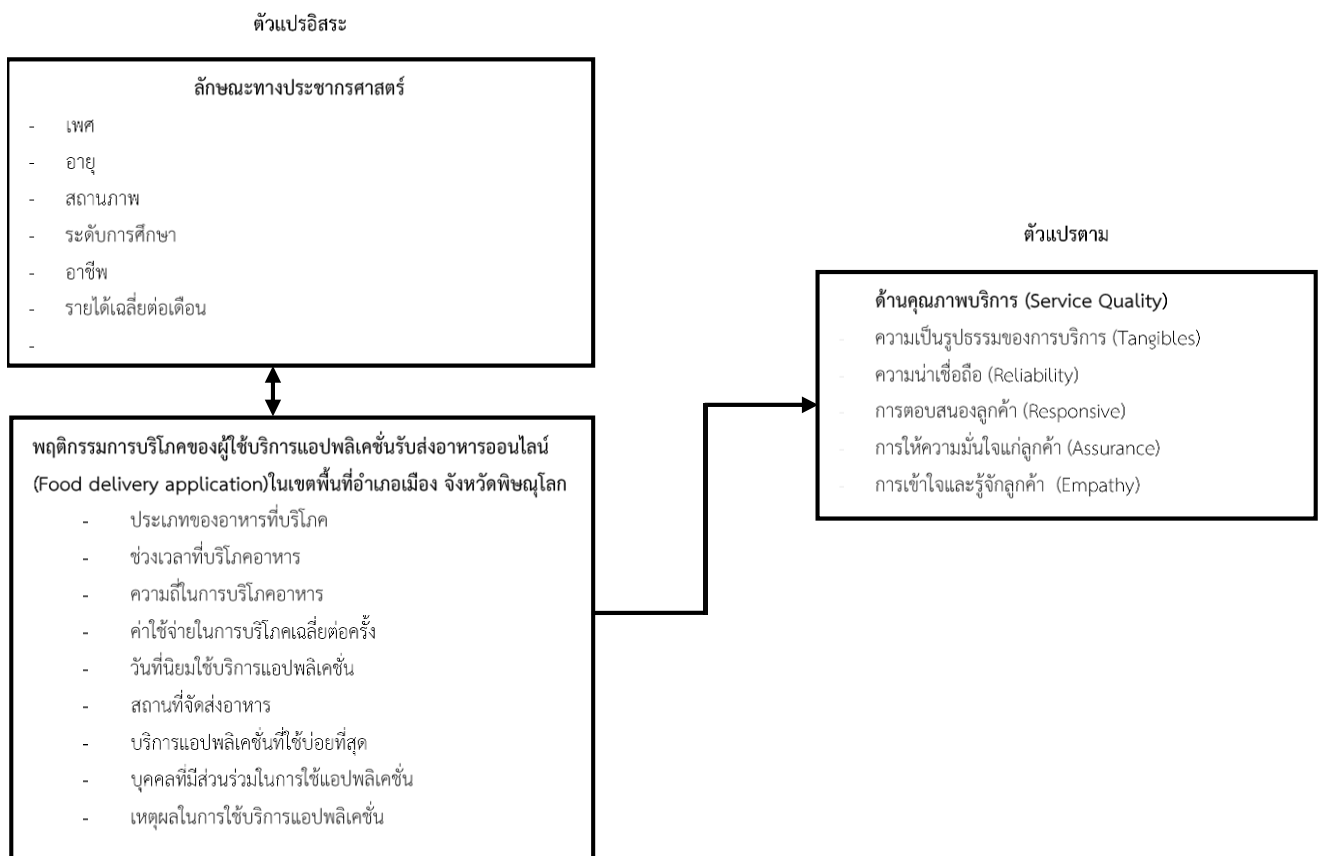 ตัวแปรอิสระ
ลักษณะทางประชากรศาสตร์
- เพศ
- อายุ
- สถานภาพ
- ระดับการศึกษา
- อาชีพ
- รายได้เฉลี่ยต่อเดือน
-
พฤติกรรมการบริโภคของผู้ใช้บริการแอปพลิเคชั่นรับส่งอาหารออนไลน์
(Food delivery application)ในเขตพื้นที่อำเภอเมือง จังหวัดพิษณุโลก
- ประเภทของอาหารที่บริโภค
- ช่วงเวลาที่บริโภคอาหาร
- ความถี่ในการบริโภคอาหาร
- ค่าใช้จ่ายในการบริโภคเฉลี่ยต่อครั้ง
- วันที่นิยมใช้บริการแอปพลิเคชั่น
- สถานที่จัดส่งอาหาร
- บริการแอปพลิเคชั่นที่ใช้บ่อยที่สุด
- บุคคลที่มีส่วนร่วมในการใช้แอปพลิเคชั่น
- เหตุผลในการใช้บริการแอปพลิเคชั่น
ตัวแปรตาม
ด้านคุณภาพบริการ (Service Quality)
- ความเป็นรูปธรรมของการบริการ (Tangibles)
- ความน่าเชื่อถือ (Reliability)
- การตอบสนองลูกค้า (Responsive)
- การให้ความมั่นใจแก่ลูกค้า (Assurance)
- การเข้าใจและรู้จักลูกค้า (Empathy)